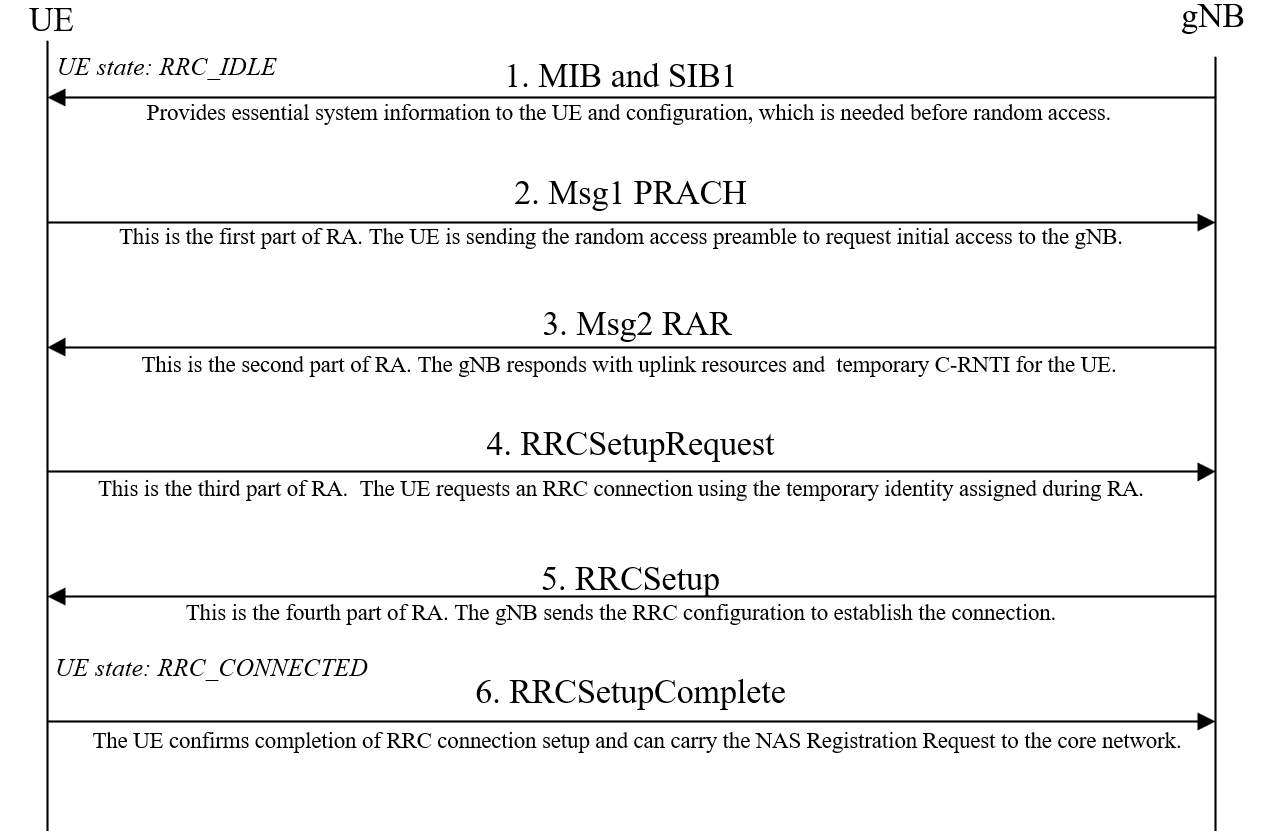 UE
gNB
UE state: RRC_IDLE
1. MIB and SIB1
Provides essential system information to the UE and configuration, which is needed before random access.
2. Msg1 PRACH
This is the first part of RA. The UE is sending the random access preamble to request initial access to the gNB.
3. Msg2 RAR
This is the second part of RA. The gNB responds with uplink resources and  temporary C-RNTI for the UE.
4. RRCSetupRequest
This is the third part of RA.  The UE requests an RRC connection using the temporary identity assigned during RA.
5. RRCSetup
This is the fourth part of RA. The gNB sends the RRC configuration to establish the connection.
UE state: RRC_CONNECTED
6. RRCSetupComplete
The UE confirms completion of RRC connection setup and can carry the NAS Registration Request to the core network.